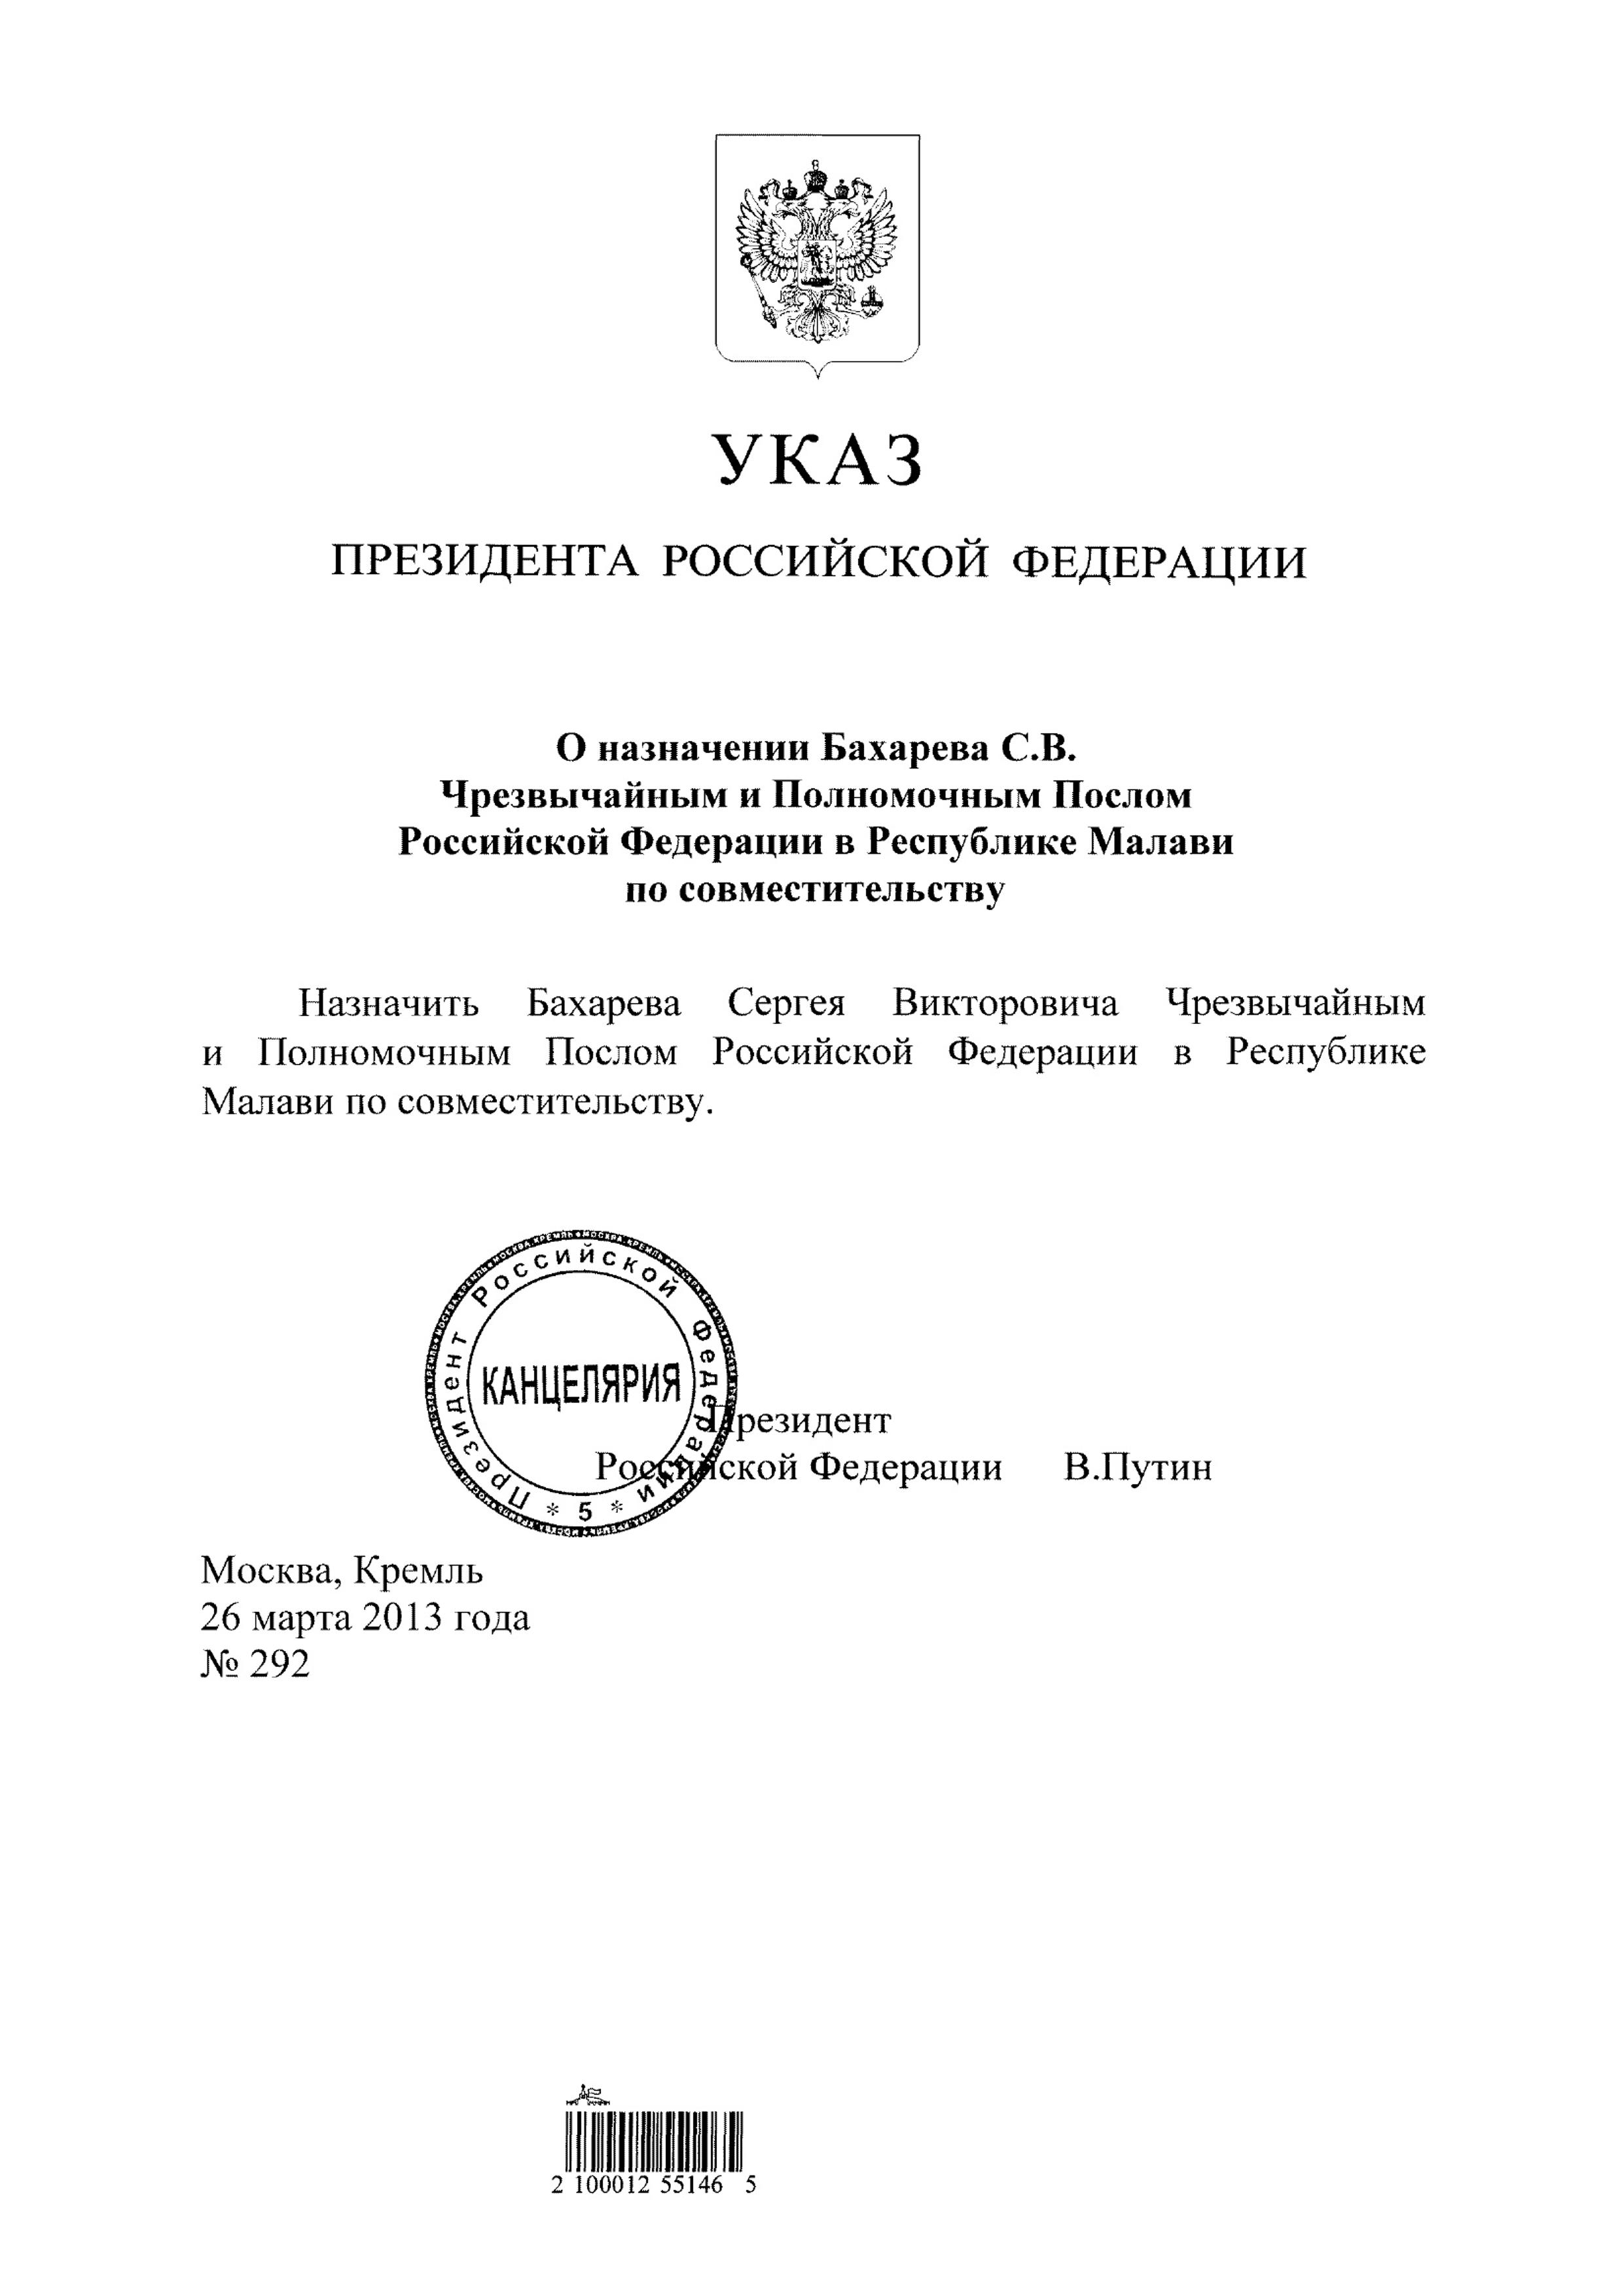 УКАЗ
ПРЕЗИДЕНТА РОССИЙСКОЙ ФЕДЕРАЦИИ
О назначении Бахарева С.В.
Чрезвычайным и Полномочным Послом
Российской Федерации в Республике Малави
по совместительству
Назначить Бахарева Сергея Викторовича Чрезвычайным
и Полномочным Послом Российской Федерации в Республике
Малави по совместительству.
Президент Российской Федерации
КАНЦЕЛЯРИЯ
* 5 *
Президент
Российской Федерации В.Путин
Москва, Кремль
26 марта 2013 года
№ 292
2 100012 55146 5